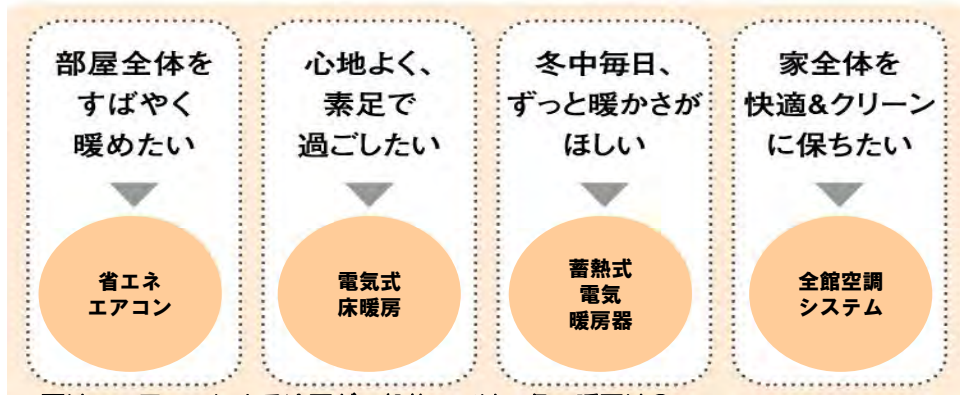 部屋全体を
すばやく
暖めたい
省エネ
エアコン
心地よく、
素足で
過ごしたい
電気式
床暖房
冬中毎日、
ずっと暖かさが
ほしい
蓄熱式
電気
暖房器
家全体を
快適&クリーン
に保ちたい
全館空調
システム